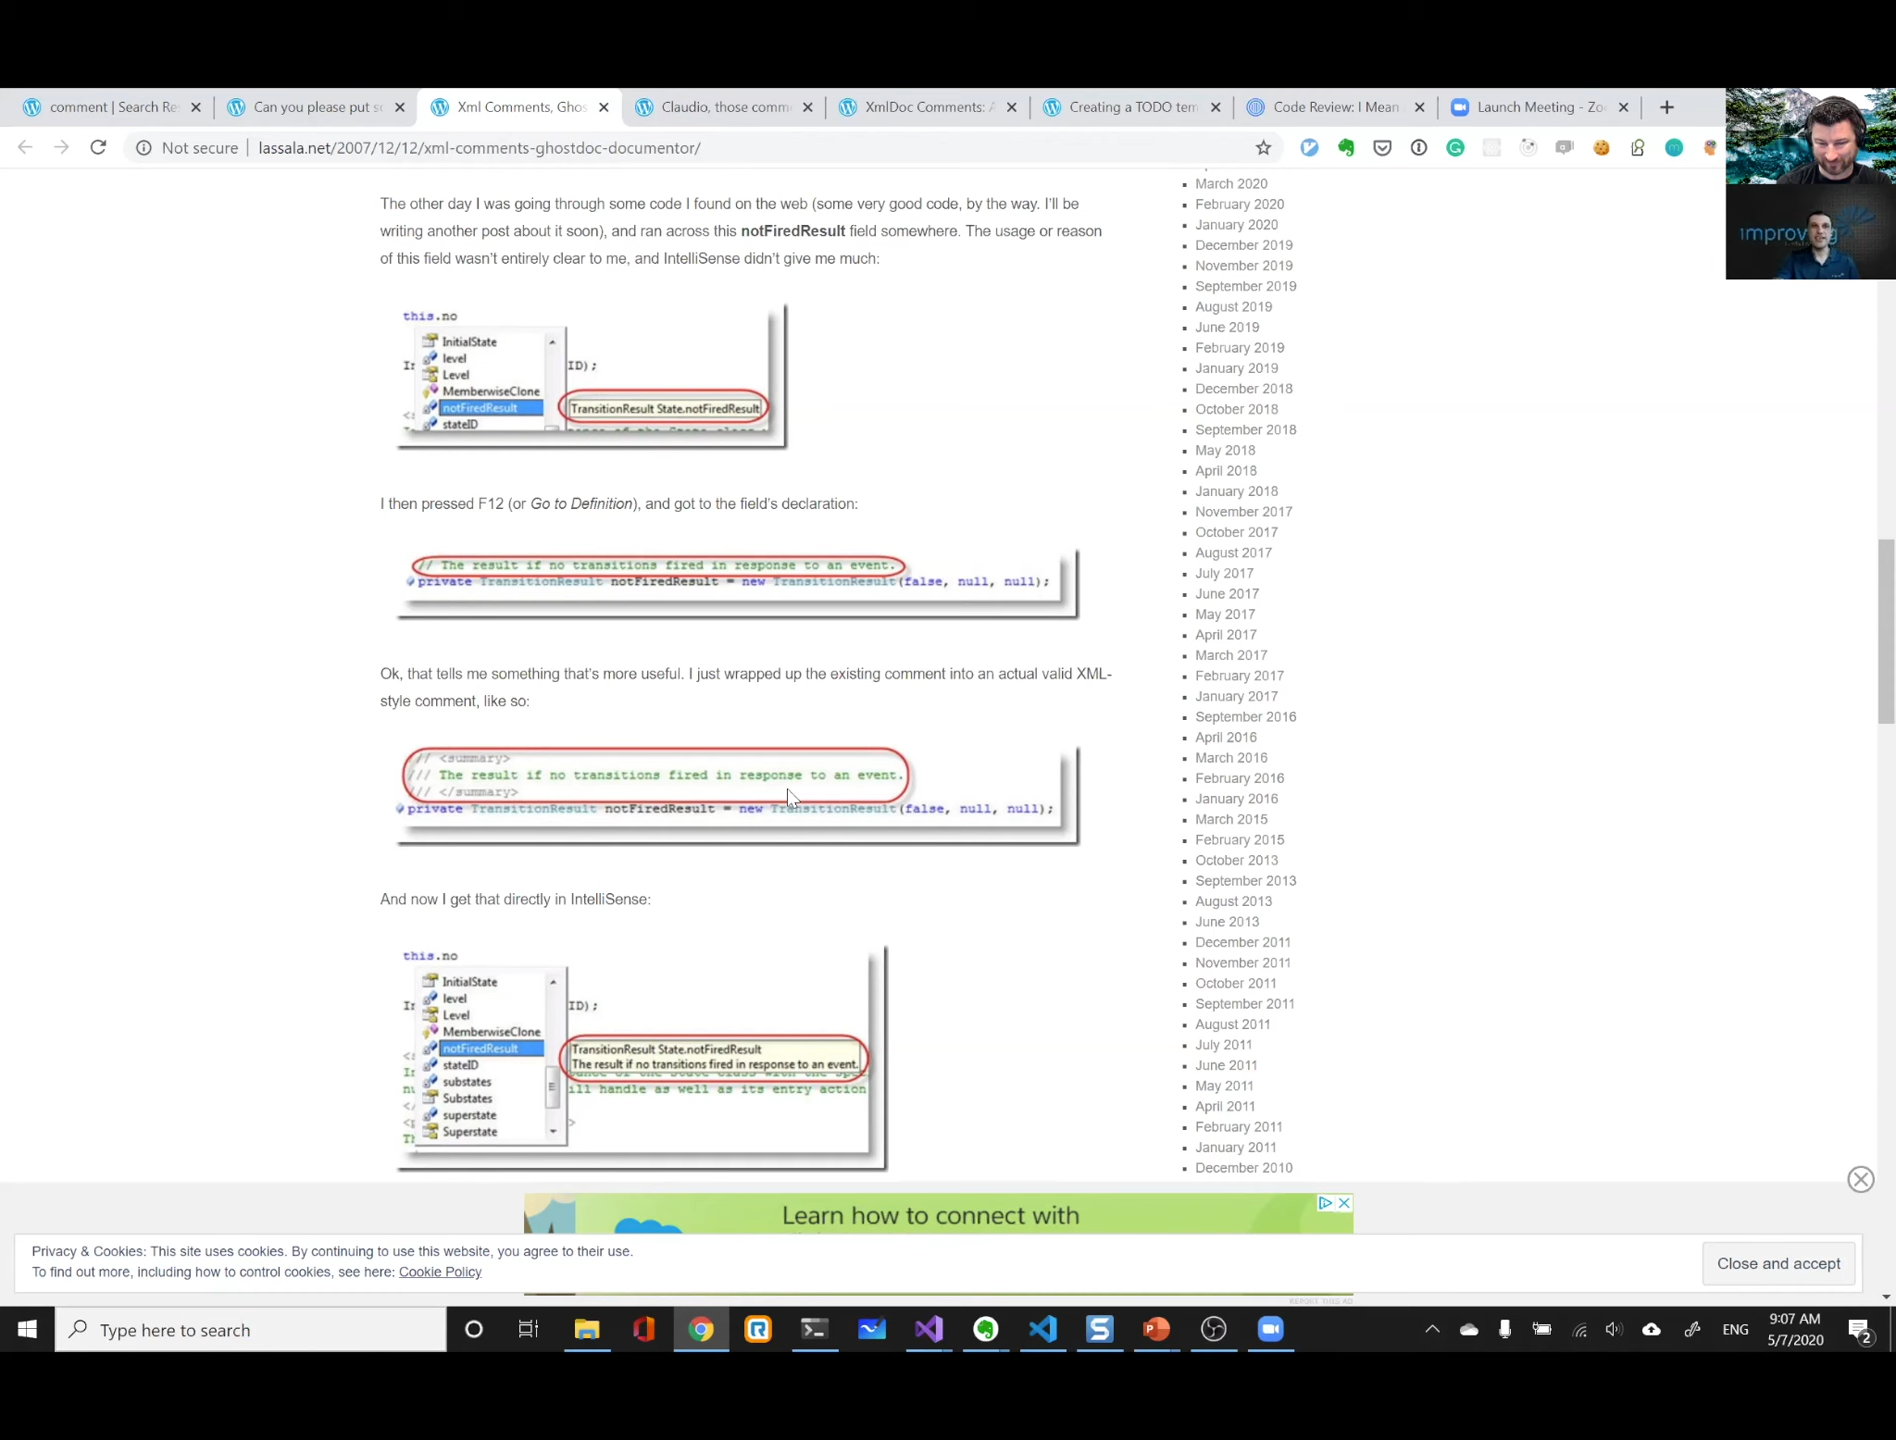 comment | Search Re
Can you please put s
Xml Comments, Ghos
Claudio, those comm
XmlDoc Comments: A
Creating a TODO tem
Code Review: I Mean
Launch Meeting - Zo
Not secure
lassala.net/2007/12/12/xml-comments-ghostdoc-documentor/
improving
The other day I was going through some code I found on the web (some very good code, by the way. I'll be
writing another post about it soon), and ran across this notFiredResult field somewhere. The usage or reason
of this field wasn't entirely clear to me, and IntelliSense didn't give me much:
this.no
InitialState
level
ID);
Level
MemberwiseClone
notFiredResult
TransitionResult State.notFiredResult
stateID
I then pressed F12 (or Go to Definition), and got to the field's declaration:
// The result if no transitions fired in response to an event.
private TransitionResult notFiredResult = new TransitionResult(false, null, null);
Ok, that tells me something that's more useful. I just wrapped up the existing comment into an actual valid XML-
style comment, like so:
// <summary>
/// The result if no transitions fired in response to an event.
/// </summary>
private TransitionResult notFiredResult = new TransitionResult(false, null, null);
And now I get that directly in IntelliSense:
this.no
InitialState
level
ID);
Level
MemberwiseClone
notFiredResult
TransitionResult State.notFiredResult
The result if no transitions fired in response to an event.
stateID
substates
ill handle as well as its entry action
Substates
superstate
Superstate
March 2020
February 2020
January 2020
December 2019
November 2019
September 2019
August 2019
June 2019
February 2019
January 2019
December 2018
October 2018
September 2018
May 2018
April 2018
January 2018
November 2017
October 2017
August 2017
July 2017
June 2017
May 2017
April 2017
March 2017
February 2017
January 2017
September 2016
April 2016
March 2016
February 2016
January 2016
March 2015
February 2015
October 2013
September 2013
August 2013
June 2013
December 2011
November 2011
October 2011
September 2011
August 2011
July 2011
June 2011
May 2011
April 2011
February 2011
January 2011
December 2010
Learn how to connect with
Privacy & Cookies: This site uses cookies. By continuing to use this website, you agree to their use.
To find out more, including how to control cookies, see here: Cookie Policy
Close and accept
REPORT THIS AD
Type here to search
ENG
9:07 AM
5/7/2020
2